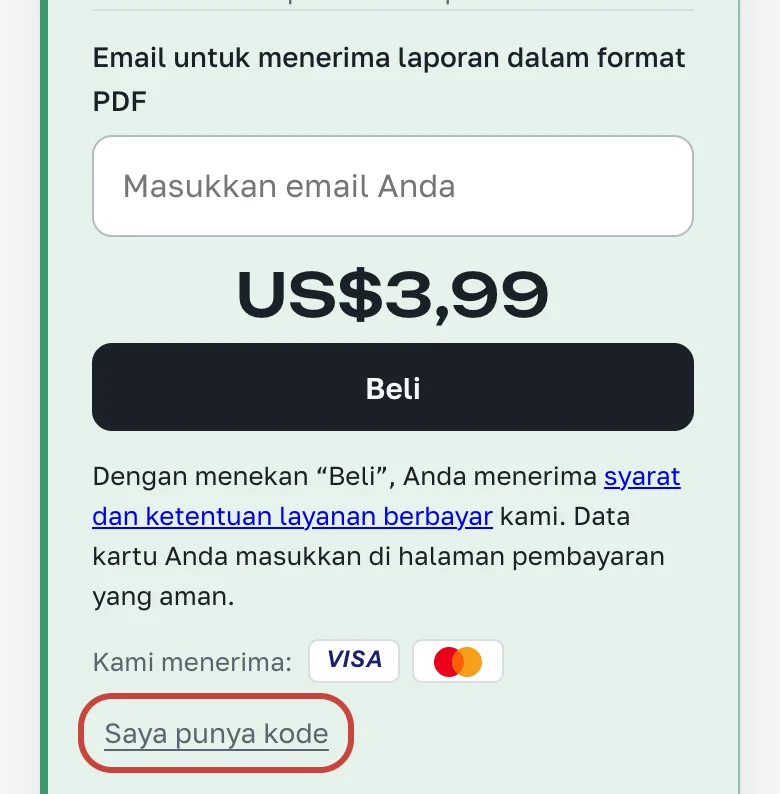 Email untuk menerima laporan dalam format
PDF
Masukkan email Anda
US$3,99
Beli
Dengan menekan “Beli”, Anda menerima syarat
dan ketentuan layanan berbayar kami. Data
kartu Anda masukkan di halaman pembayaran
yang aman.
Kami menerima: VISA
Saya punya kode